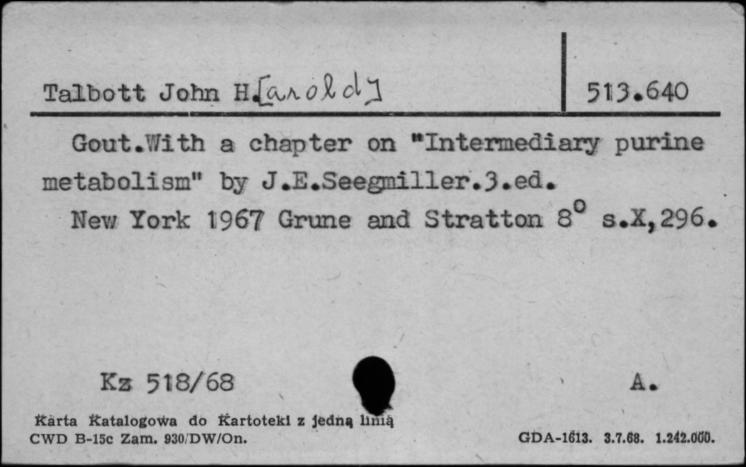 Talbott John H.[arold] 513.640
Gout.With a chapter on "Intermediary purine
metabolism" by J.E.Seegmiller.3.ed.
New York 1967 Grune and Stratton 8° s.X,296.
Kz 518/68 A.
Karta Katalogowa do Kartoteki z jedną linią
CWD B-15c Zam. 930/DW/On. GDA-1613. 3.7.68. 1.242.000.